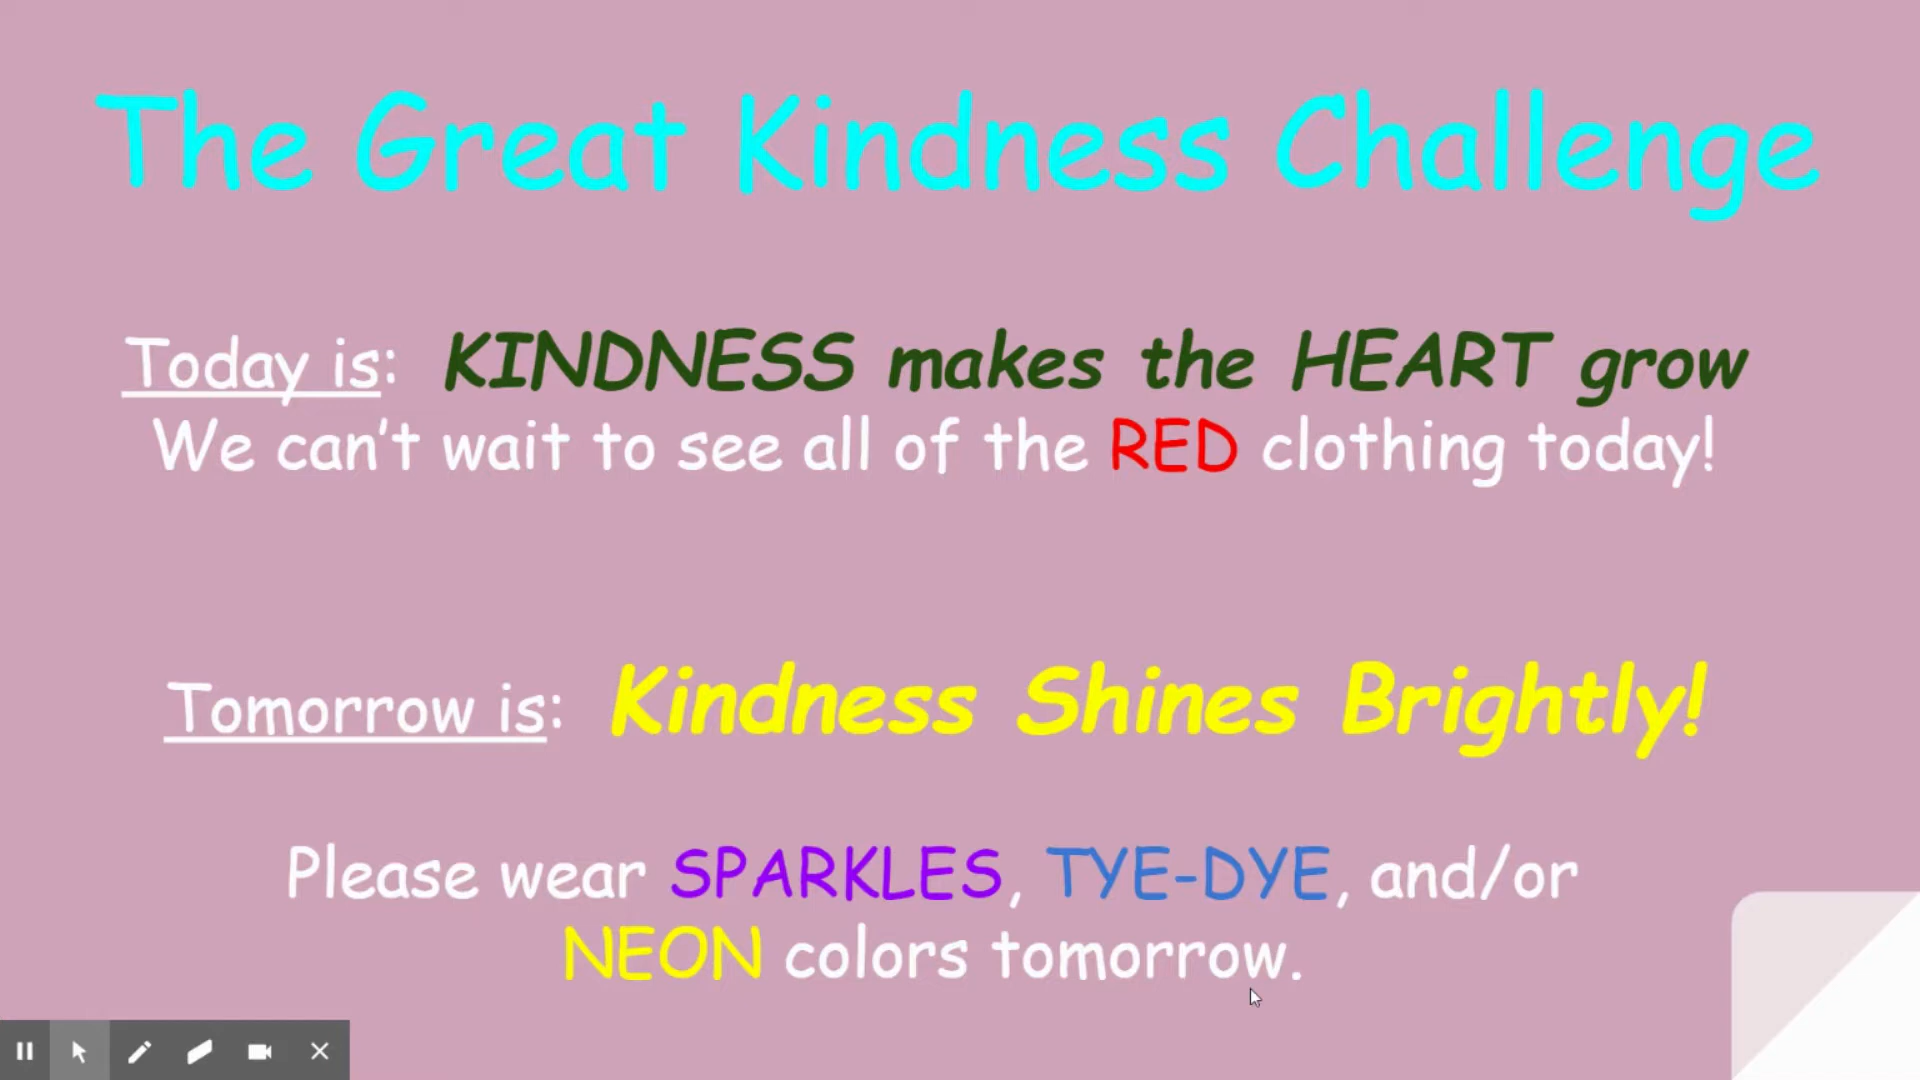 The Great Kindness Challenge
Today is: KINDNESS makes the HEART grow
We can't wait to see all of the RED clothing today!
Tomorrow is: Kindness Shines Brightly!
Please wear SPARKLES, TYE-DYE, and/or
NEON colors tomorrow.